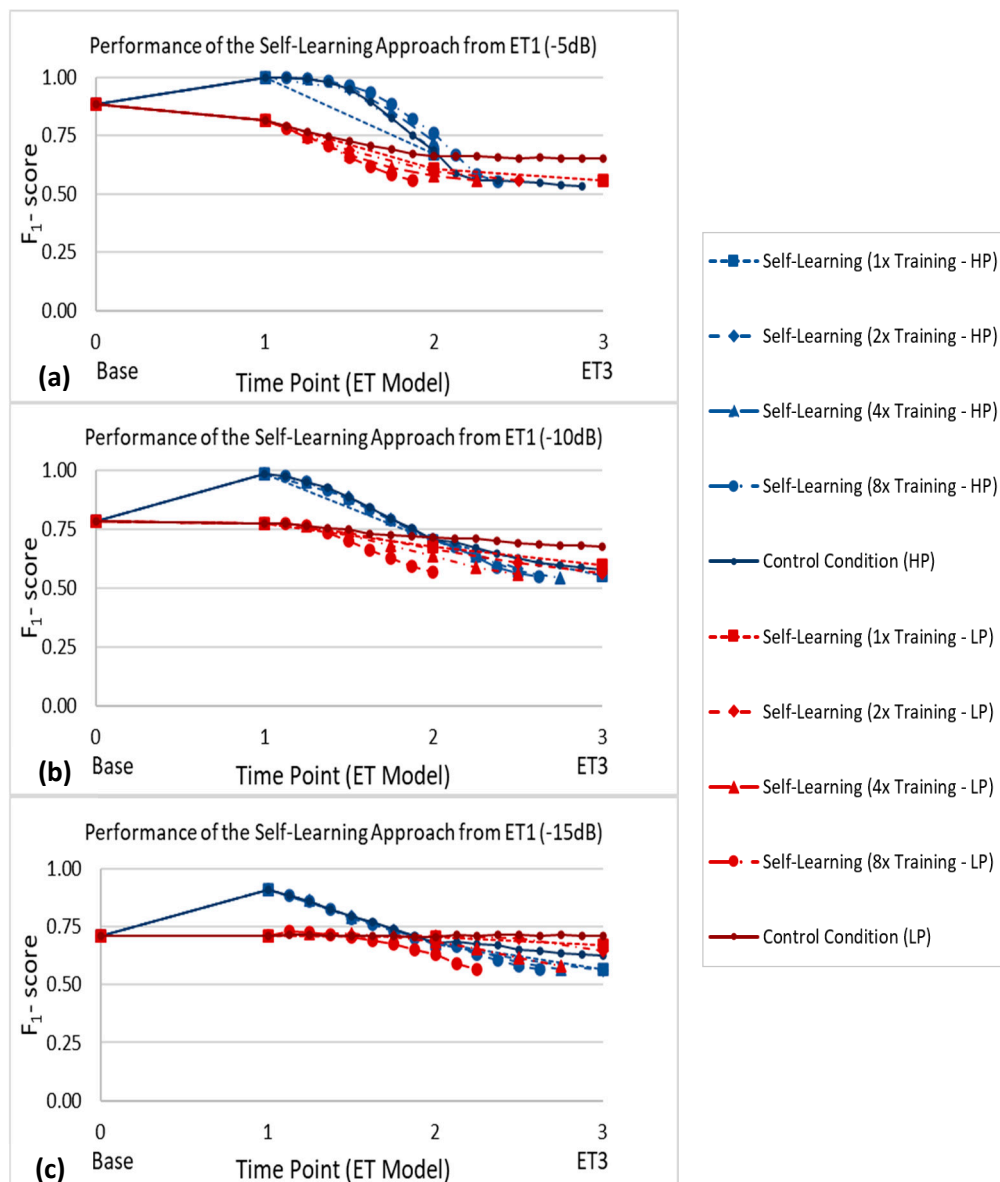 Performance of the Self-Learning Approach from ET1 (-5dB)
1.00
0.75
0.50
0.25
0.00
F1- score
0 1 2 3
Base ET3
Time Point (ET Model)
(a)
Performance of the Self-Learning Approach from ET1 (-10dB)
1.00
0.75
0.50
0.25
0.00
F1- score
0 1 2 3
Base ET3
Time Point (ET Model)
(b)
Performance of the Self-Learning Approach from ET1 (-15dB)
1.00
0.75
0.50
0.25
0.00
F1- score
0 1 2 3
Base ET3
Time Point (ET Model)
(c)
Self-Learning (1x Training - HP)
Self-Learning (2x Training - HP)
Self-Learning (4x Training - HP)
Self-Learning (8x Training - HP)
Control Condition (HP)
Self-Learning (1x Training - LP)
Self-Learning (2x Training - LP)
Self-Learning (4x Training - LP)
Self-Learning (8x Training - LP)
Control Condition (LP)